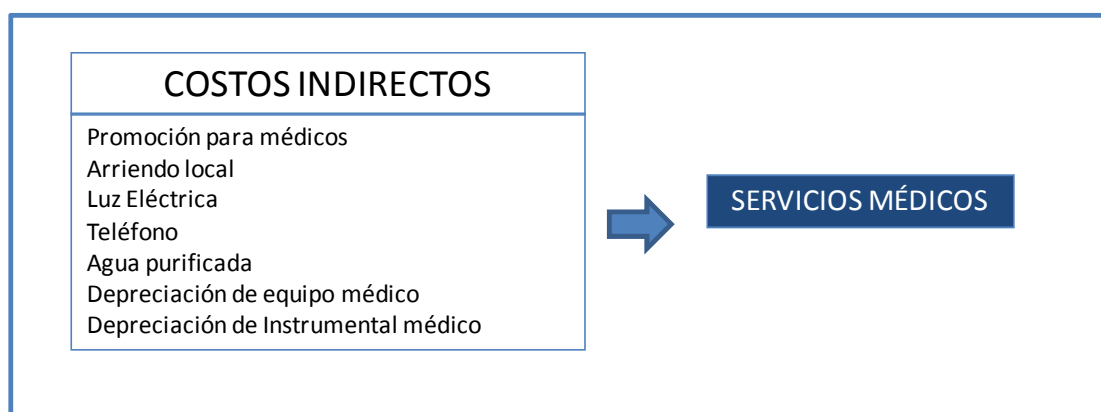 COSTOS INDIRECTOS
Promoción para médicos
Arriendo local
Luz Eléctrica
Teléfono
Agua purificada
Depreciación de equipo médico
Depreciación de Instrumental médico
SERVICIOS MÉDICOS